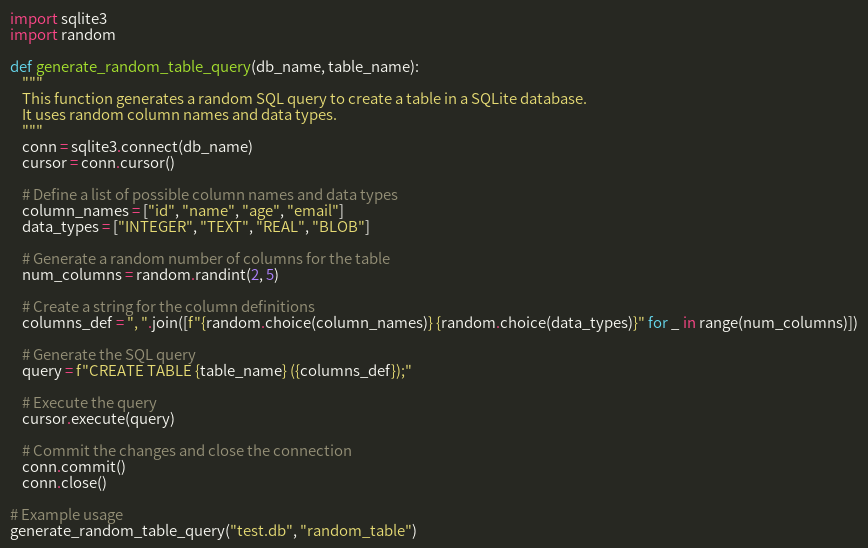 import sqlite3
import random

def generate_random_table_query(db_name, table_name):
    """
    This function generates a random SQL query to create a table in a SQLite database.
    It uses random column names and data types.
    """
    conn = sqlite3.connect(db_name)
    cursor = conn.cursor()

    # Define a list of possible column names and data types
    column_names = ["id", "name", "age", "email"]
    data_types = ["INTEGER", "TEXT", "REAL", "BLOB"]

    # Generate a random number of columns for the table
    num_columns = random.randint(2, 5)

    # Create a string for the column definitions
    columns_def = ", ".join([f"{random.choice(column_names)} {random.choice(data_types)}" for _ in range(num_columns)])

    # Generate the SQL query
    query = f"CREATE TABLE {table_name} ({columns_def});"

    # Execute the query
    cursor.execute(query)

    # Commit the changes and close the connection
    conn.commit()
    conn.close()

# Example usage
generate_random_table_query("test.db", "random_table")